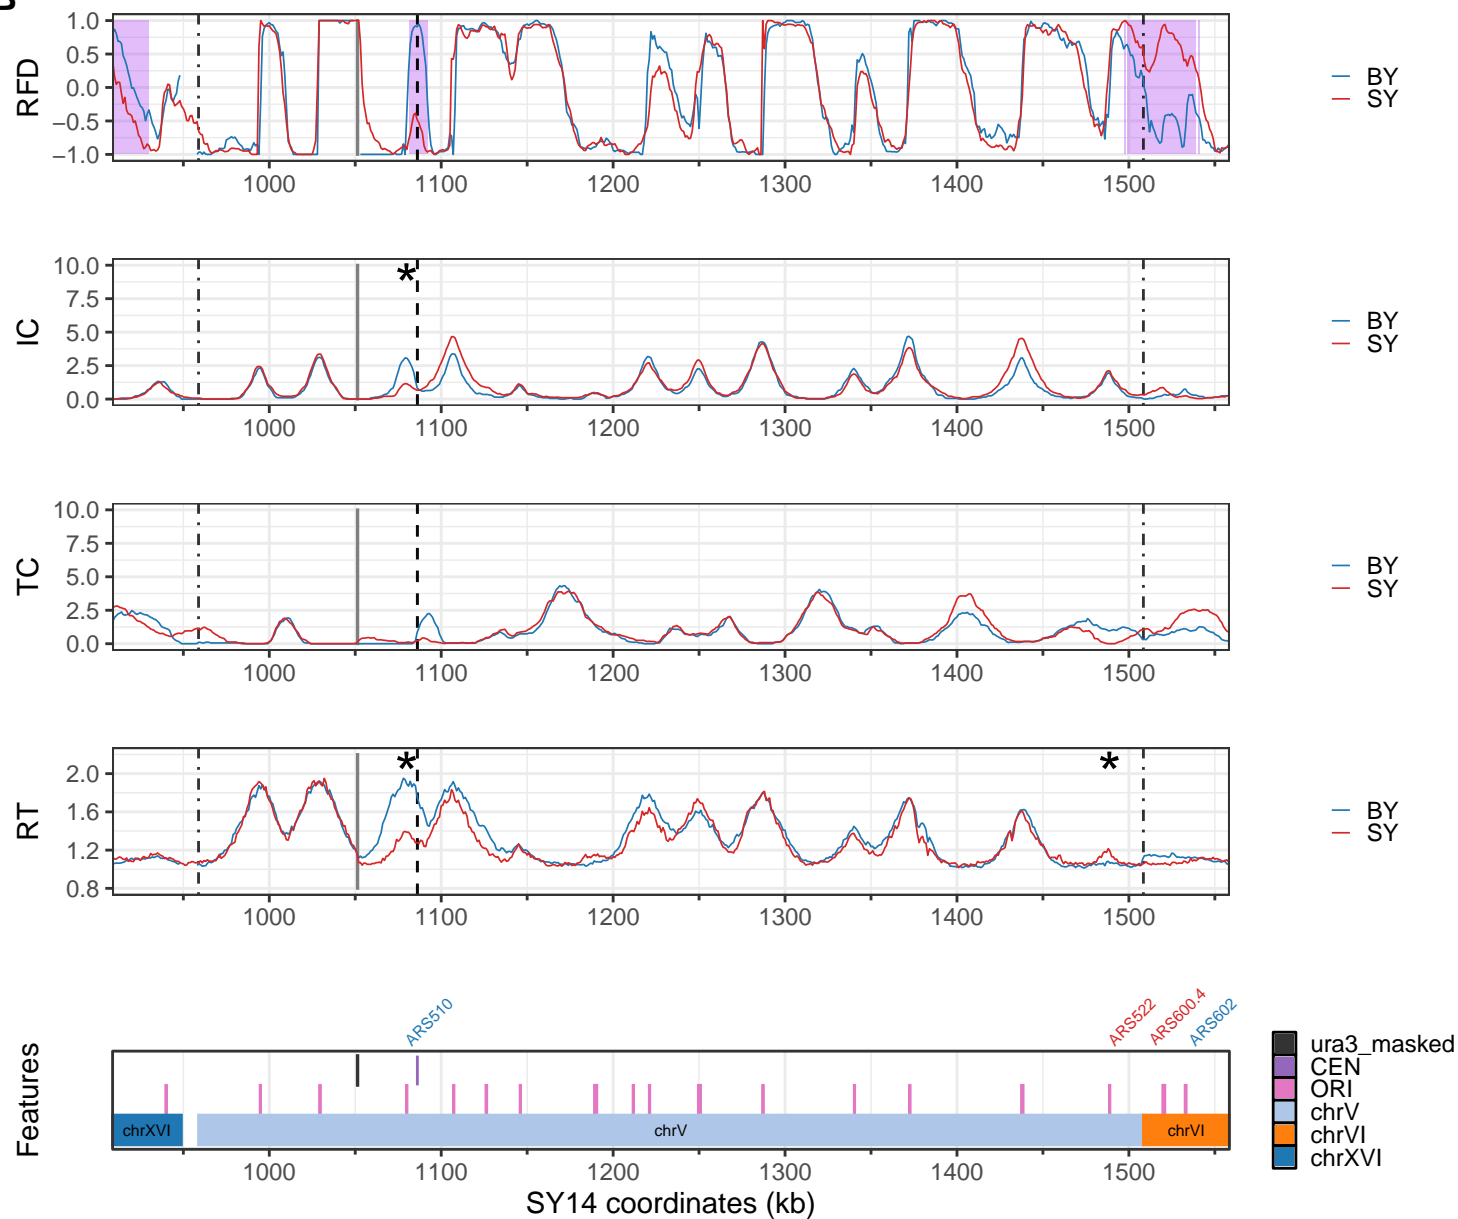 B
RFD
1.0
0.5
0.0
−0.5
−1.0
1000 1100 1200 1300 1400 1500
BY
SY
IC
10.0
7.5
5.0
2.5
0.0
*
1000 1100 1200 1300 1400 1500
BY
SY
TC
10.0
7.5
5.0
2.5
0.0
1000 1100 1200 1300 1400 1500
BY
SY
RT
2.0
1.6
1.2
0.8
* *
1000 1100 1200 1300 1400 1500
BY
SY
Features
ARS510 ARS522 ARS600.4 ARS602
chrXVI chrV chrVI
1000 1100 1200 1300 1400 1500
SY14 coordinates (kb)
ura3_masked
CEN
ORI
chrV
chrVI
chrXVI